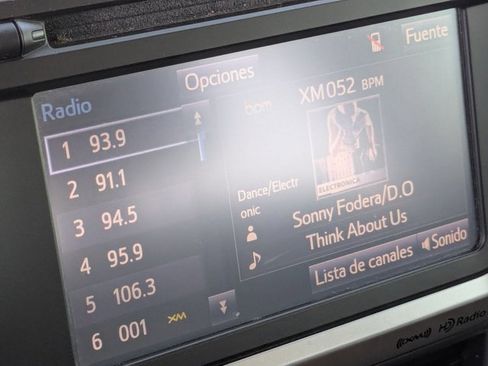 Fuente
Opciones
Radio
XM052 BPM
bpm
1 93.9
2 91.1
3 94.5
4 95.9
5 106.3
6 001 XM
ELECTRONICA
Dance/Electr
onic
Sonny Fodera/D.O
Think About Us
Lista de canales
Sonido
((XM)) HD Radio